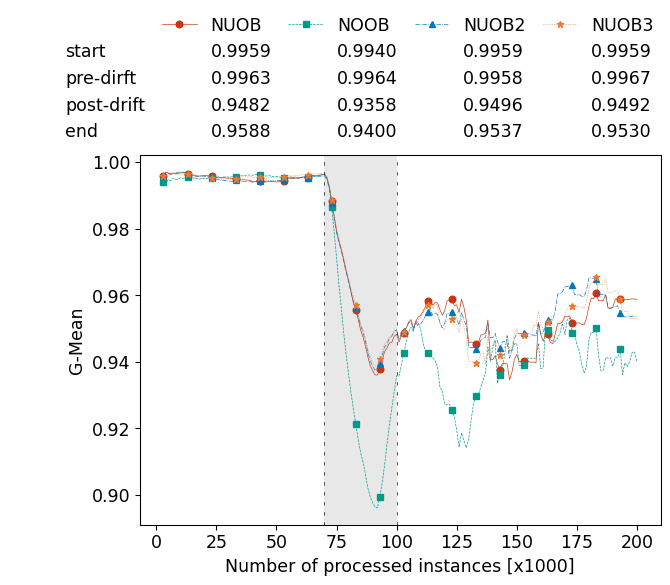 NUOB NOOB NUOB2 NUOB3
start 0.9959 0.9940 0.9959 0.9959
pre-dirft 0.9963 0.9964 0.9958 0.9967
post-drift 0.9482 0.9358 0.9496 0.9492
end 0.9588 0.9400 0.9537 0.9530
1.00
0.98
0.96
0.94
0.92
0.90
G-Mean
0 25 50 75 100 125 150 175 200
Number of processed instances [x1000]